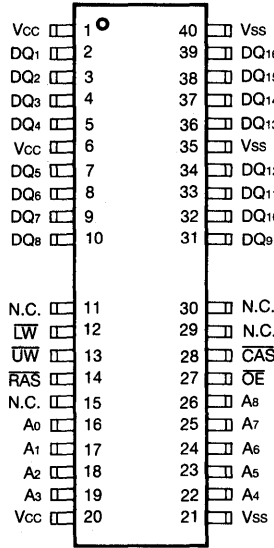 Vcc 1 40 Vss
DQ1 2 39 DQ16
DQ2 3 38 DQ15
DQ3 4 37 DQ14
DQ4 5 36 DQ13
Vcc 6 35 Vss
DQ5 7 34 DQ12
DQ6 8 33 DQ11
DQ7 9 32 DQ10
DQ8 10 31 DQ9
N.C. 11 30 N.C.
LW 12 29 N.C.
UW 13 28 CAS
RAS 14 27 OE
N.C. 15 26 A8
A0 16 25 A7
A1 17 24 A6
A2 18 23 A5
A3 19 22 A4
Vcc 20 21 Vss